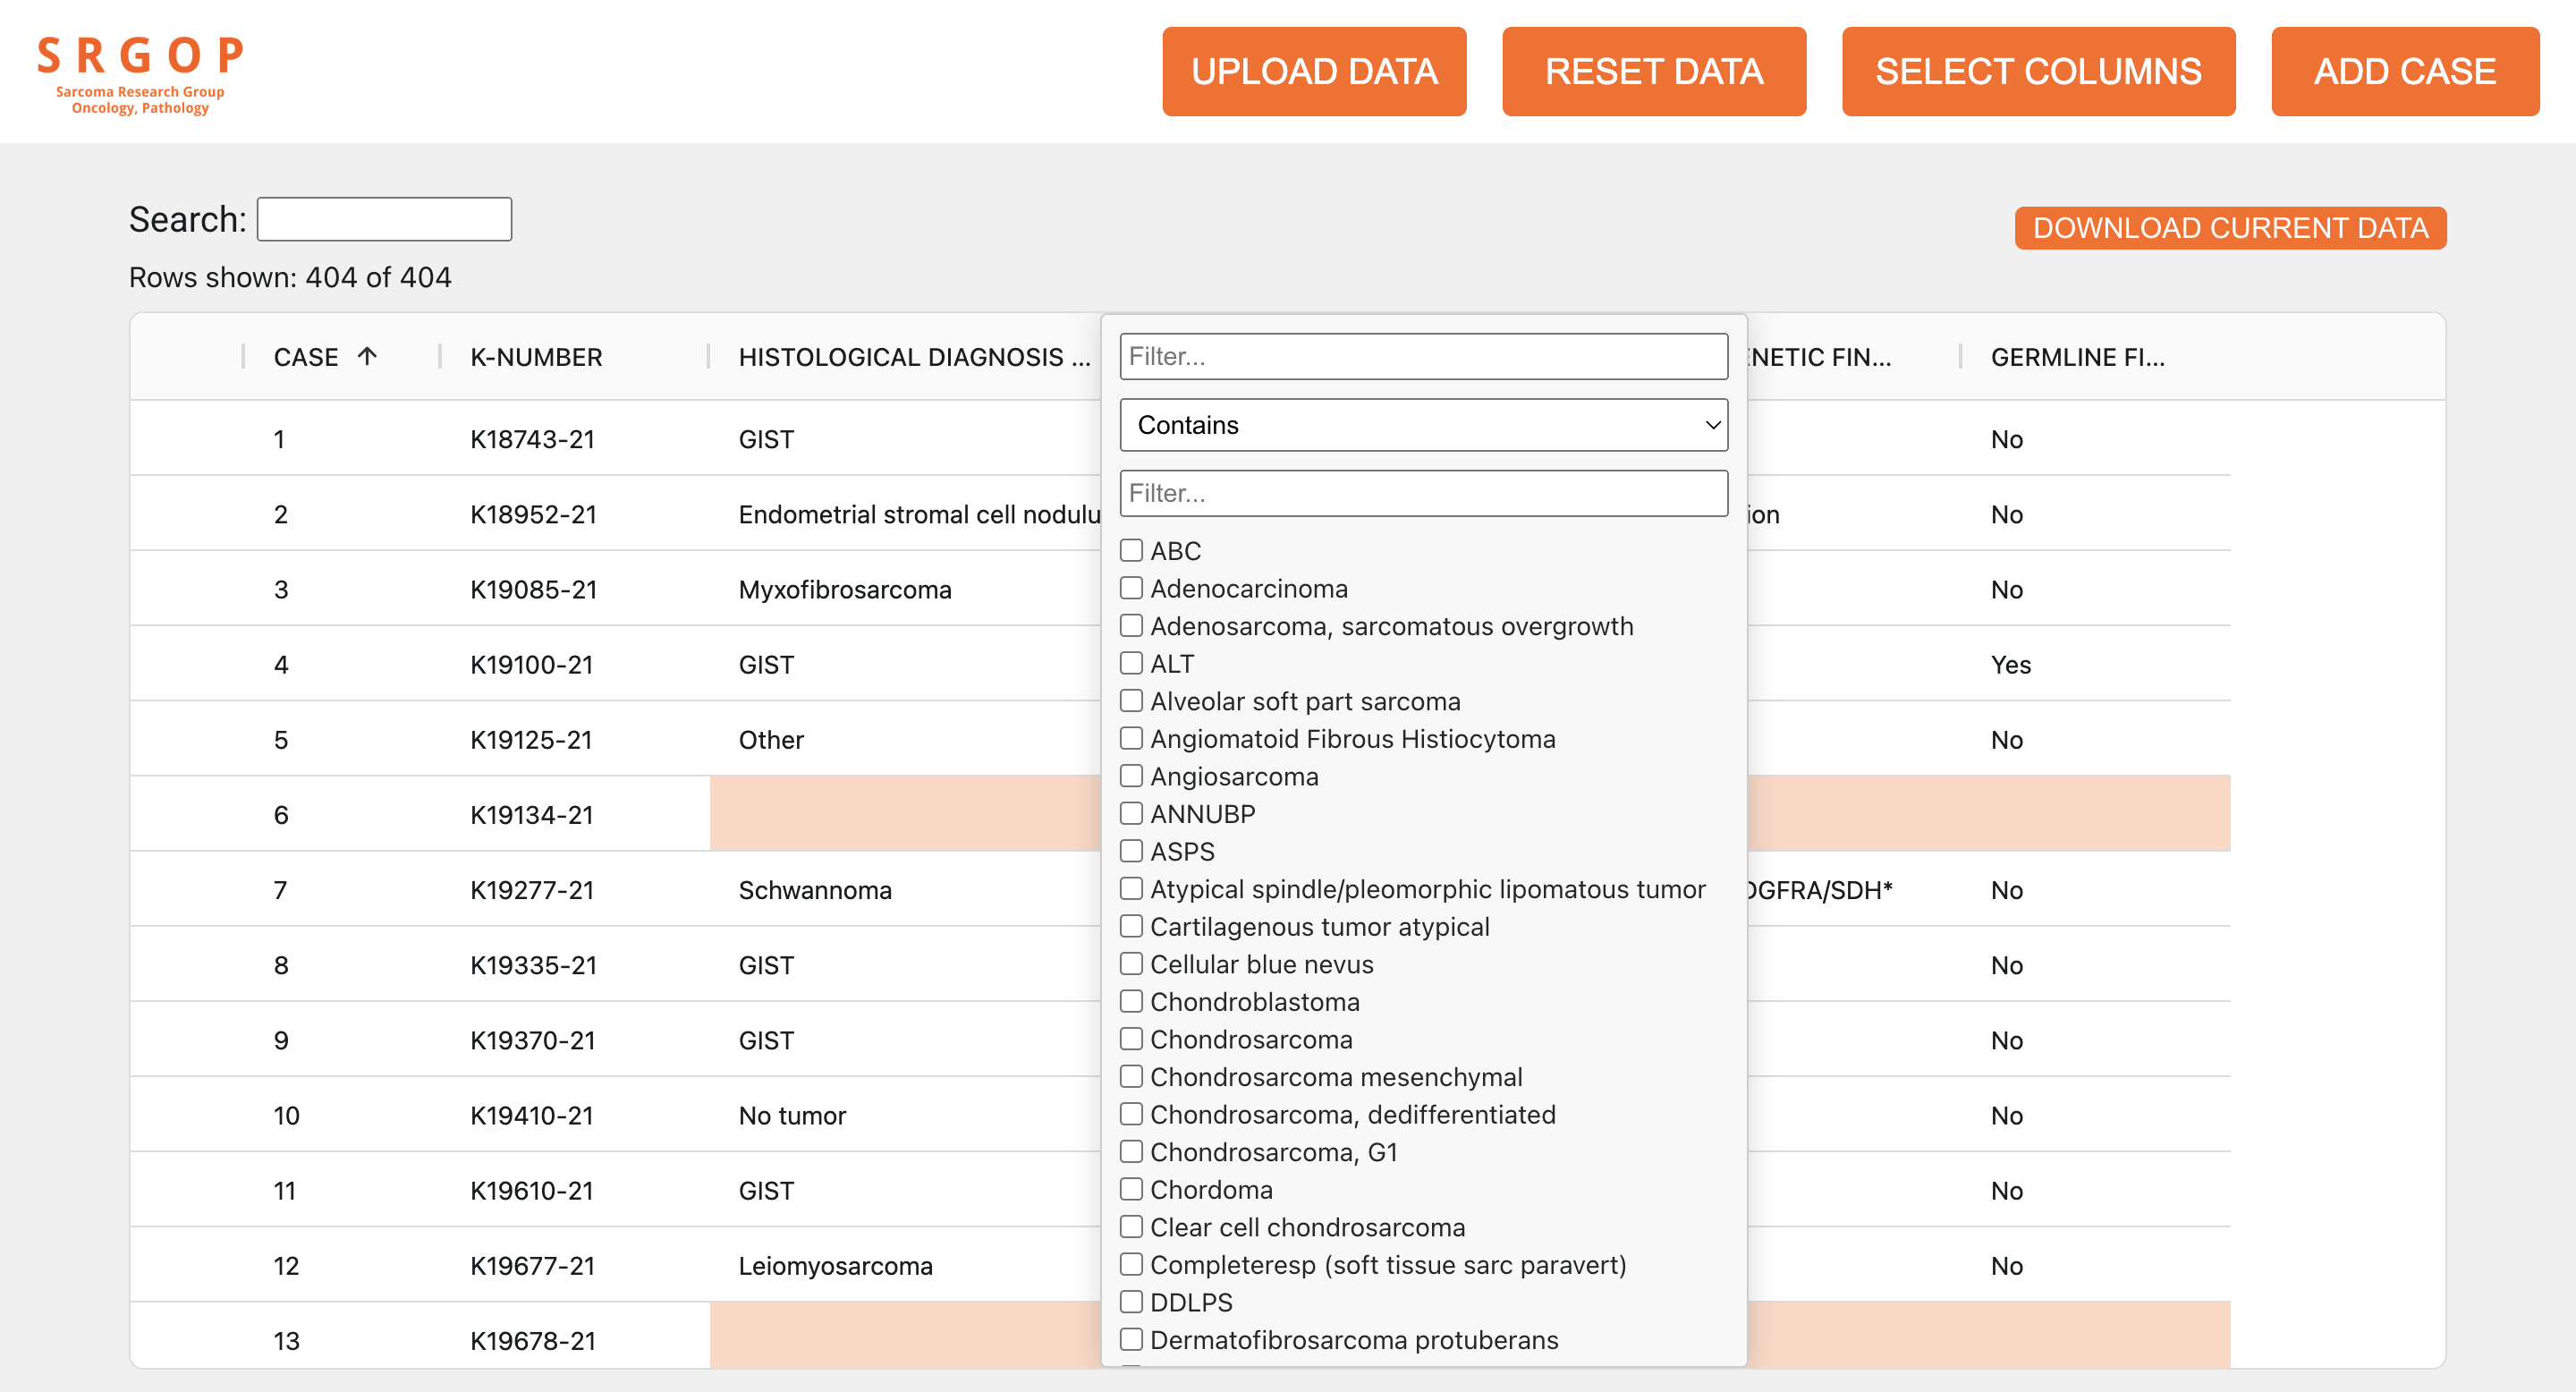 S R G O P
Sarcoma Research Group
Oncology, Pathology
UPLOAD DATA
RESET DATA
SELECT COLUMNS
ADD CASE
Search:
DOWNLOAD CURRENT DATA
Rows shown: 404 of 404
CASE K-NUMBER HISTOLOGICAL DIAGNOSIS ... ENETIC FIN... GERMLINE FI...
1 K18743-21 GIST No
2 K18952-21 Endometrial stromal cell nodulu ion No
3 K19085-21 Myxofibrosarcoma No
4 K19100-21 GIST Yes
5 K19125-21 Other No
6 K19134-21
7 K19277-21 Schwannoma DGFRA/SDH* No
8 K19335-21 GIST No
9 K19370-21 GIST No
10 K19410-21 No tumor No
11 K19610-21 GIST No
12 K19677-21 Leiomyosarcoma No
13 K19678-21
Filter...
Contains
Filter...
ABC
Adenocarcinoma
Adenosarcoma, sarcomatous overgrowth
ALT
Alveolar soft part sarcoma
Angiomatoid Fibrous Histiocytoma
Angiosarcoma
ANNUBP
ASPS
Atypical spindle/pleomorphic lipomatous tumor
Cartilagenous tumor atypical
Cellular blue nevus
Chondroblastoma
Chondrosarcoma
Chondrosarcoma mesenchymal
Chondrosarcoma, dedifferentiated
Chondrosarcoma, G1
Chordoma
Clear cell chondrosarcoma
Completeresp (soft tissue sarc paravert)
DDLPS
Dermatofibrosarcoma protuberans